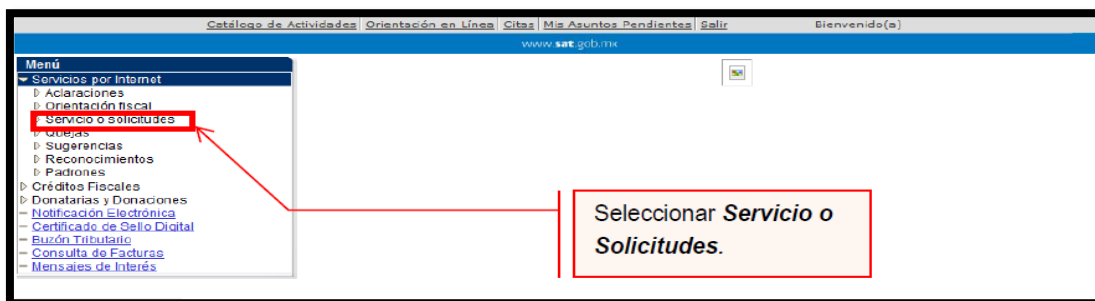 Catálogo de Actividades Orientación en Línea Citas Mis Asuntos Pendientes Salir Bienvenido(a)
www.sat.gob.mx
Menú
Servicios por Internet
Aclaraciones
Orientación fiscal
Servicio o solicitudes
Quejas
Sugerencias
Reconocimientos
Padrones
Créditos Fiscales
Donatarias y Donaciones
Notificación Electrónica
Certificado de Sello Digital
Buzón Tributario
Consulta de Facturas
Mensajes de Interés
Seleccionar Servicio o
Solicitudes.